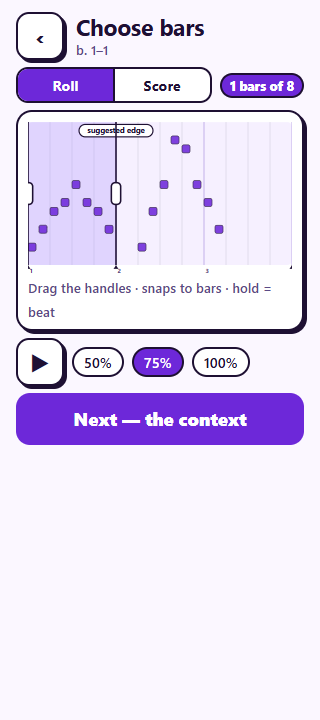 ‹
Choose bars
b. 1–1
Roll
Score
1 bars of 8
suggested edge
1
2
3
Drag the handles · snaps to bars · hold =
beat
50%
75%
100%
Next — the context